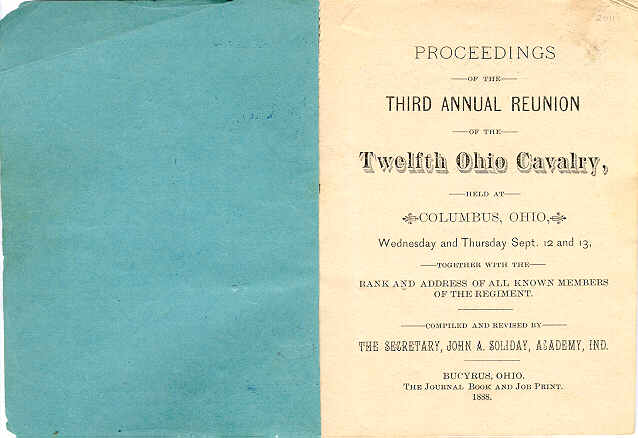 PROCEEDINGS
OF THE
THIRD ANNUAL REUNION
OF THE
Twelfth Ohio Cavalry,
HELD AT
COLUMBUS, OHIO,
Wednesday and Thursday Sept. 12 and 13,
TOGETHER WITH THE
RANK AND ADDRESS OF ALL KNOWN MEMBERS
OF THE REGIMENT.
COMPILED AND REVISED BY
THE SECRETARY, JOHN A. SOLIDAY, ACADEMY, IND.
BUCYRUS, OHIO.
THE JOURNAL BOOK AND JOB PRINT.
1888.